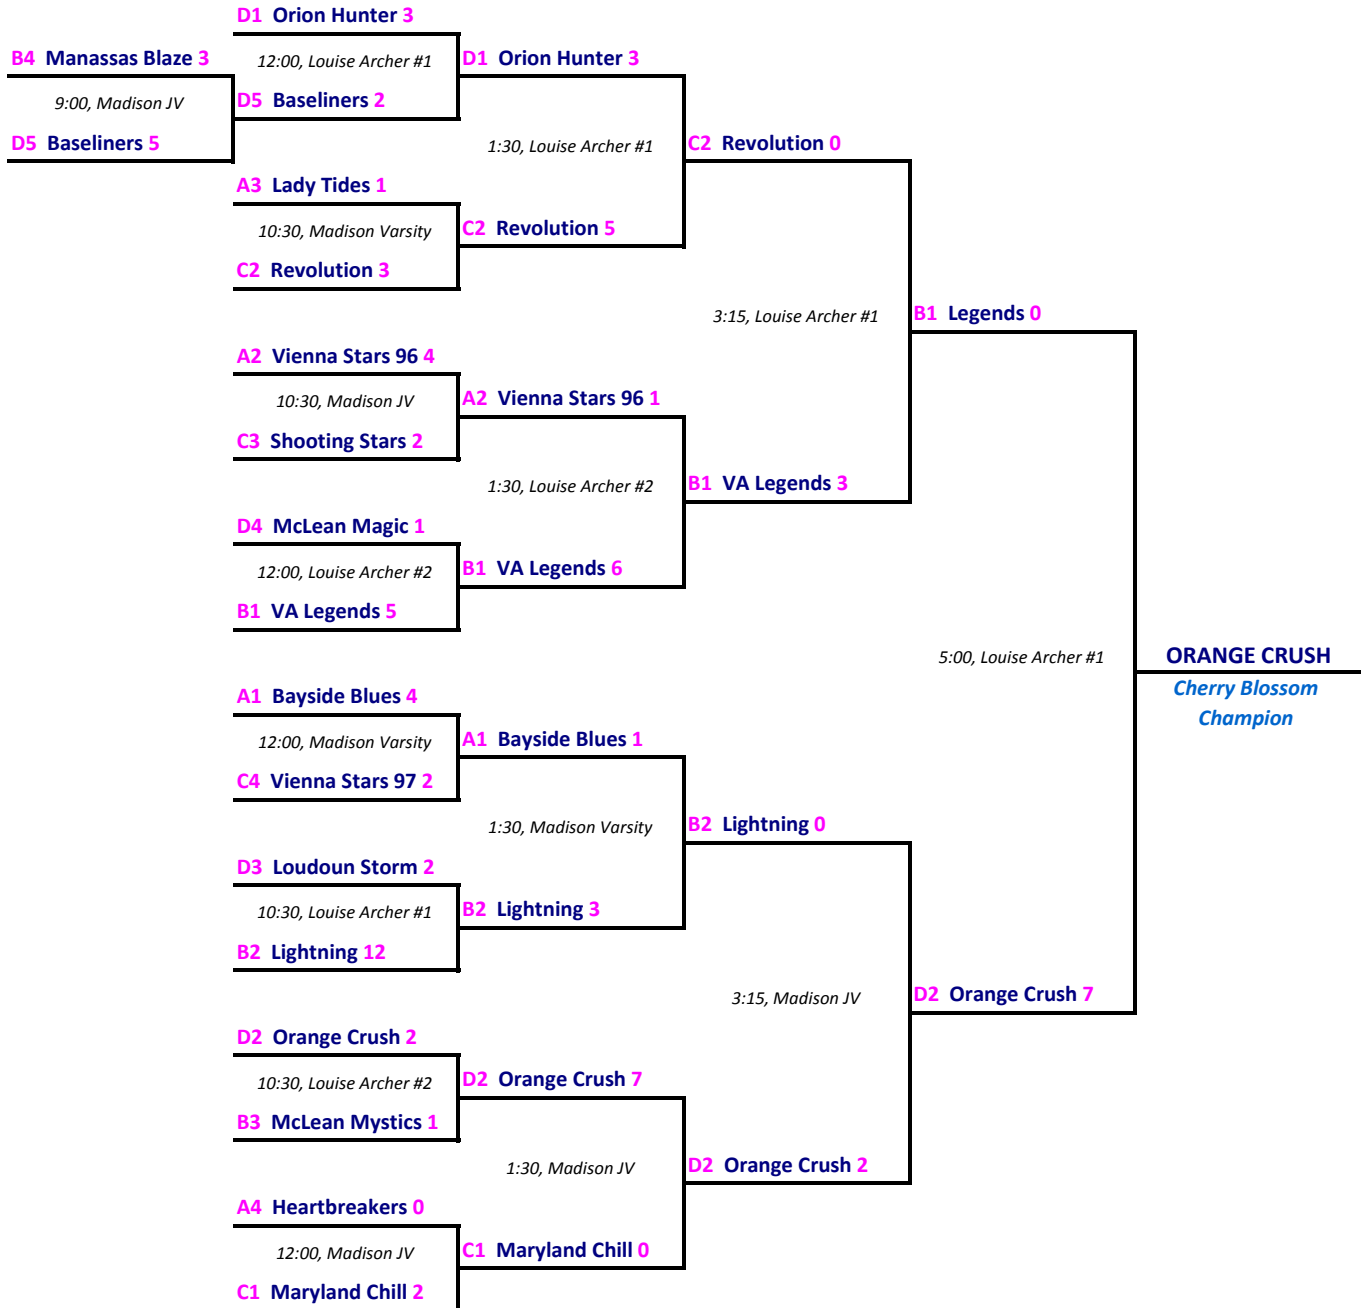 D1 Orion Hunter 3
B4 Manassas Blaze 3
12:00, Louise Archer #1
D1 Orion Hunter 3
9:00, Madison JV
D5 Baseliners 2
D5 Baseliners 5
1:30, Louise Archer #1
C2 Revolution 0
A3 Lady Tides 1
10:30, Madison Varsity
C2 Revolution 5
C2 Revolution 3
3:15, Louise Archer #1
B1 Legends 0
A2 Vienna Stars 96 4
10:30, Madison JV
A2 Vienna Stars 96 1
C3 Shooting Stars 2
1:30, Louise Archer #2
B1 VA Legends 3
D4 McLean Magic 1
12:00, Louise Archer #2
B1 VA Legends 6
B1 VA Legends 5
5:00, Louise Archer #1
ORANGE CRUSH
Cherry Blossom
Champion
A1 Bayside Blues 4
12:00, Madison Varsity
A1 Bayside Blues 1
C4 Vienna Stars 97 2
1:30, Madison Varsity
B2 Lightning 0
D3 Loudoun Storm 2
10:30, Louise Archer #1
B2 Lightning 3
B2 Lightning 12
3:15, Madison JV
D2 Orange Crush 7
D2 Orange Crush 2
10:30, Louise Archer #2
D2 Orange Crush 7
B3 McLean Mystics 1
1:30, Madison JV
D2 Orange Crush 2
A4 Heartbreakers 0
12:00, Madison JV
C1 Maryland Chill 0
C1 Maryland Chill 2